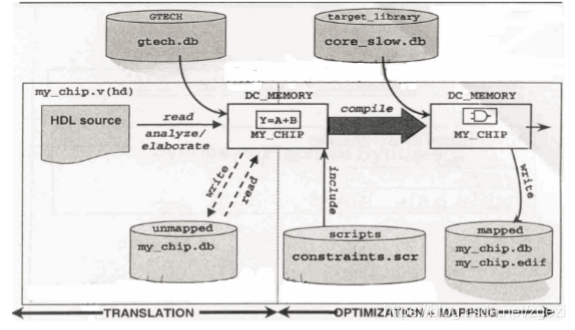 GTECH
gtech.db
target_library
core_slow.db
my_chip.v(hd)
HDL source
read
analyze/
elaborate
DC_MEMORY
Y=A+B
MY_CHIP
compile
DC_MEMORY
MY_CHIP
write
read
include
write
unmapped
my_chip.db
scripts
constraints.scr
mapped
my_chip.db
my_chip.edif
TRANSLATION
OPTIMIZATION + MAPPING